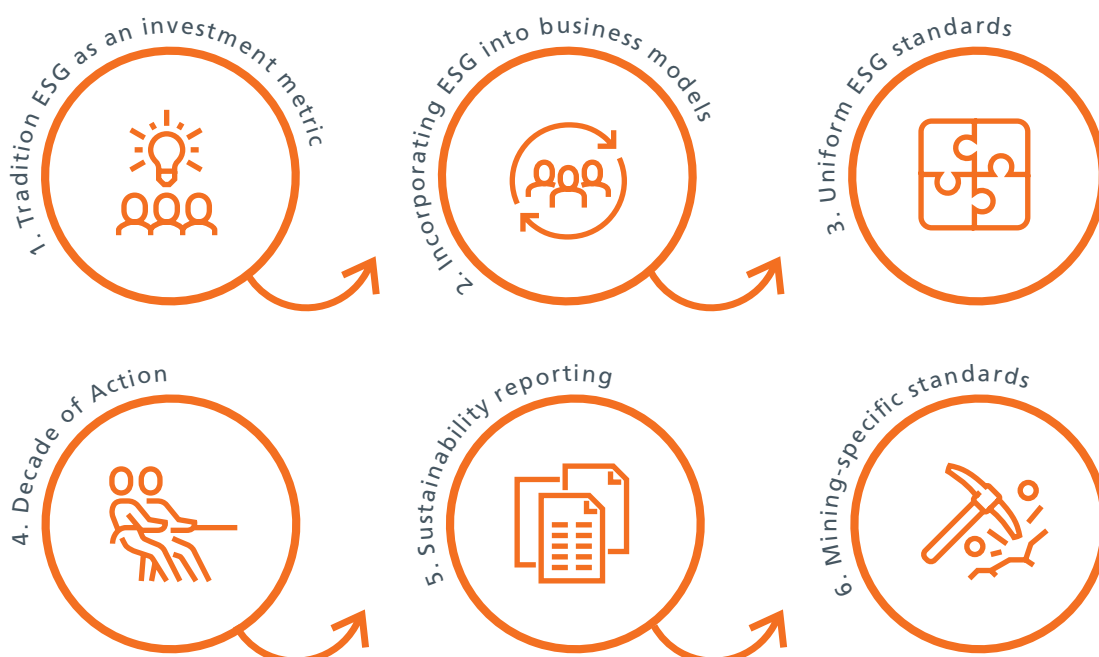 1. Tradition ESG as an investment metric
2. Incorporating ESG into business models
3. Uniform ESG standards
4. Decade of Action
5. Sustainability reporting
6. Mining-specific standards